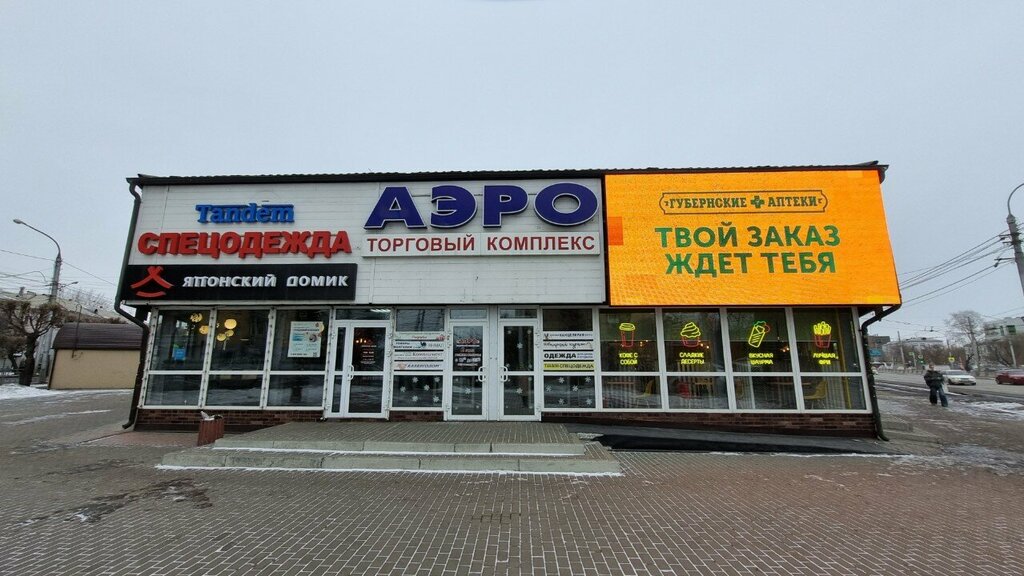 Tandem
СПЕЦОДЕЖДА
ЯПОНСКИЙ ДОМИК
АЭРО
ТОРГОВЫЙ КОМПЛЕКС
ГУБЕРНСКИЕ АПТЕКИ
ТВОЙ ЗАКАЗ
ЖДЕТ ТЕБЯ
КОФЕ С
СОБОЙ
СЛАДКИЕ
ДЕСЕРТЫ
ВКУСНАЯ
ШАУРМА
ЛУЧШАЯ
ФРИ
ОДЕЖДА